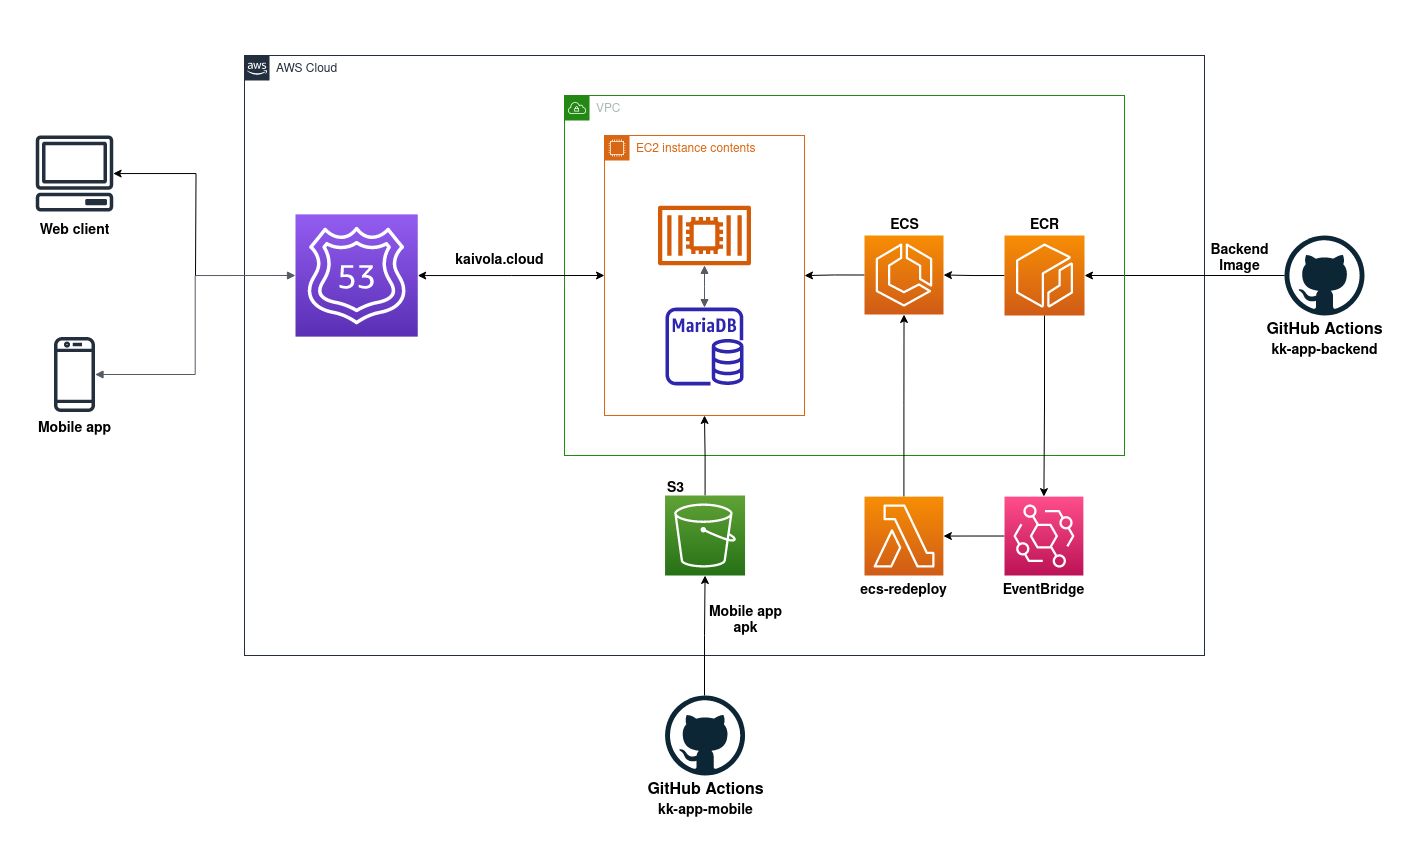 aws
AWS Cloud
VPC
EC2 instance contents
Web client
53
kaivola.cloud
MariaDB
ECS
ECR
Backend
Image
GitHub Actions
kk-app-backend
Mobile app
S3
ecs-redeploy
EventBridge
Mobile app
apk
GitHub Actions
kk-app-mobile